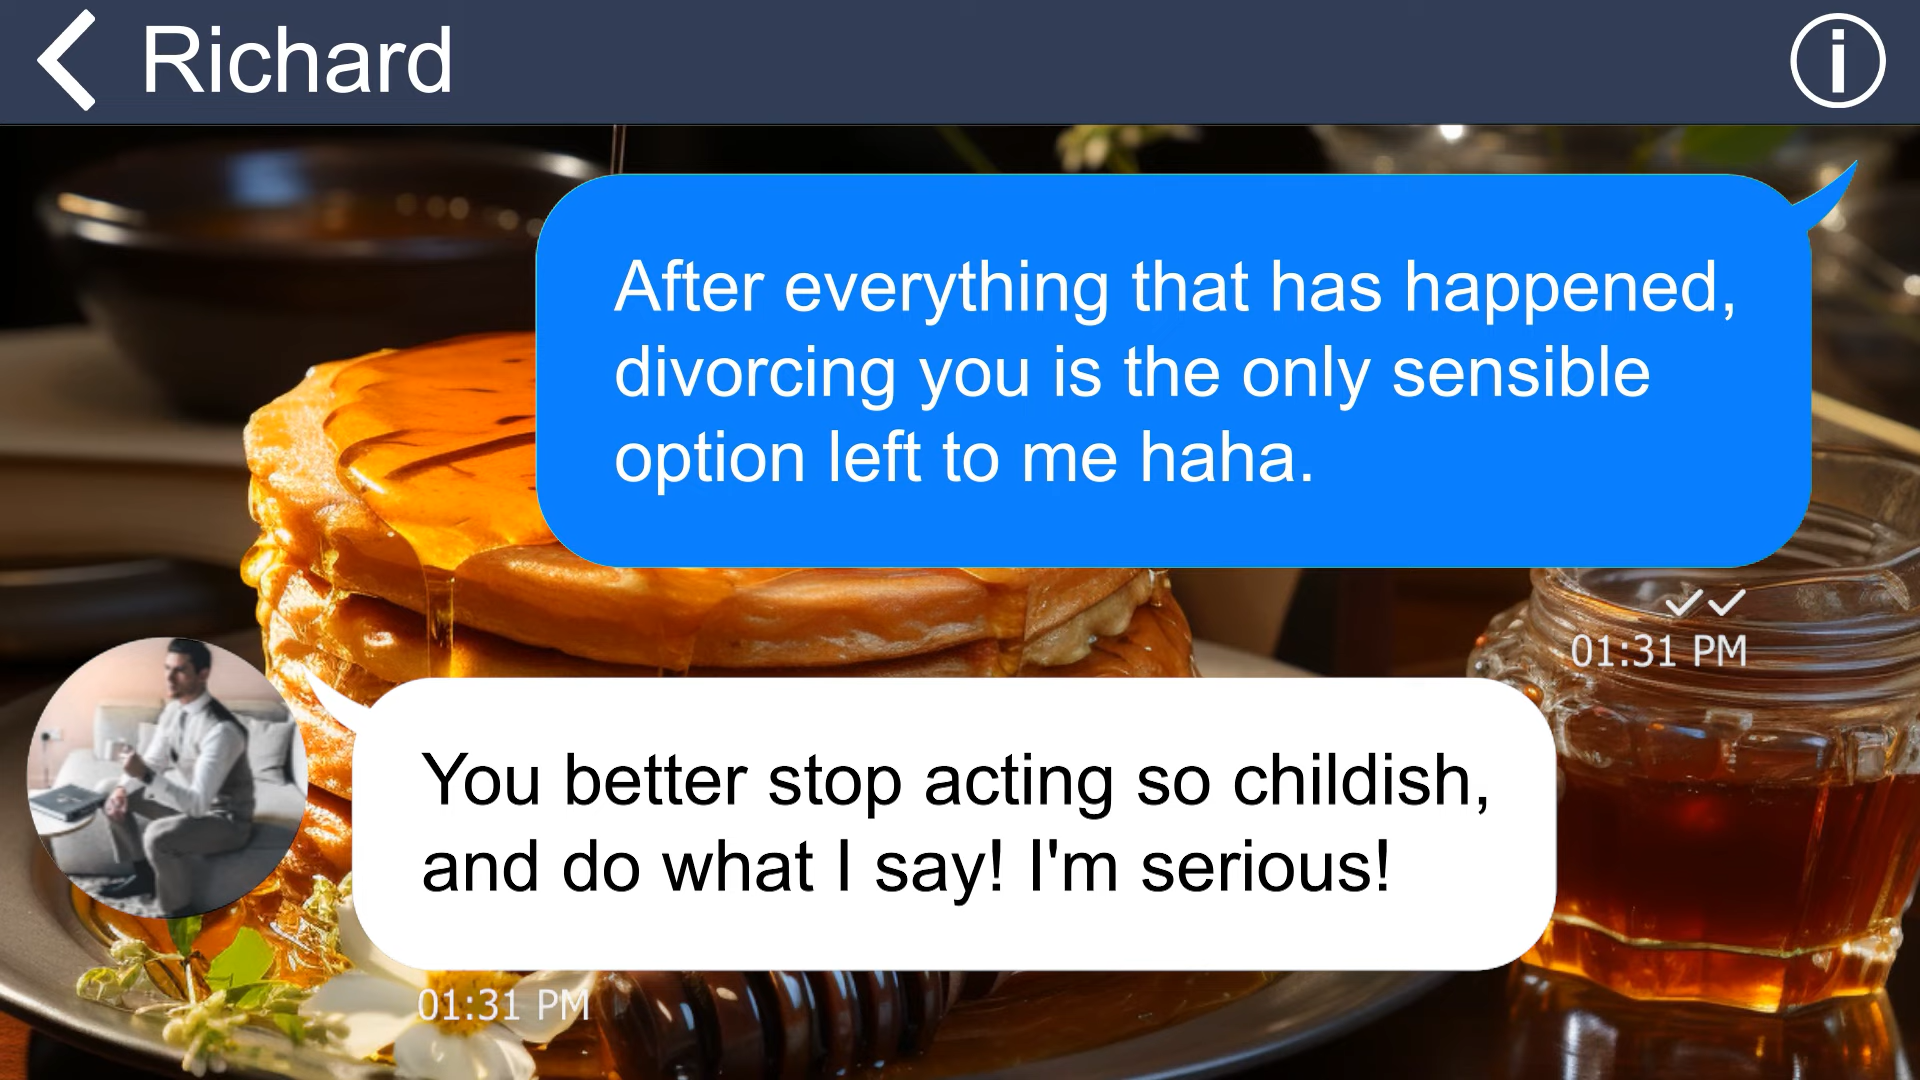 Richard
After everything that has happened,
divorcing you is the only sensible
option left to me haha.
01:31 PM
You better stop acting so childish,
and do what I say! I'm serious!
01:31 PM